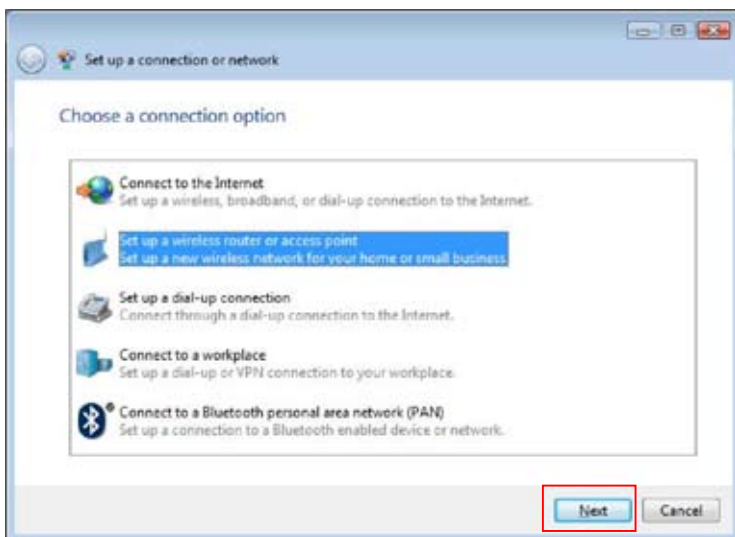 Set up a connection or network
Choose a connection option
Connect to the Internet
Set up a wireless, broadband, or dial-up connection to the Internet.
Set up a wireless router or access point
Set up a new wireless network for your home or small business.
Set up a dial-up connection
Connect through a dial-up connection to the Internet.
Connect to a workplace
Set up a dial-up or VPN connection to your workplace.
Connect to a Bluetooth personal area network (PAN)
Set up a connection to a Bluetooth enabled device or network.
Next
Cancel